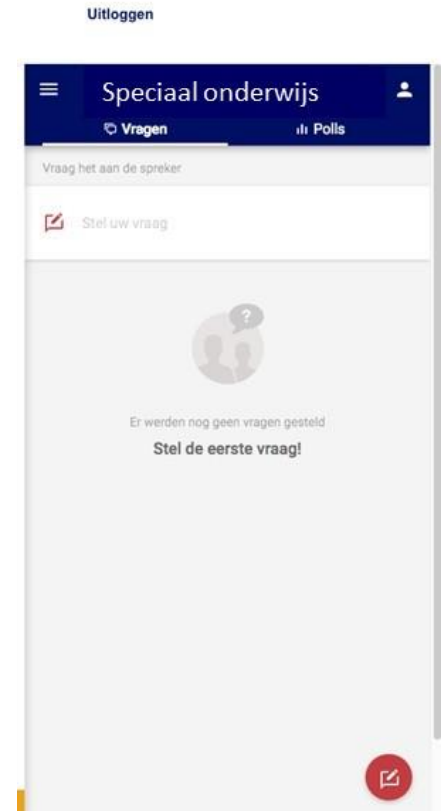 Uitloggen
Speciaal onderwijs
Vragen
Polls
Vraag het aan de spreker
Stel uw vraag
?
Er werden nog geen vragen gesteld
Stel de eerste vraag!